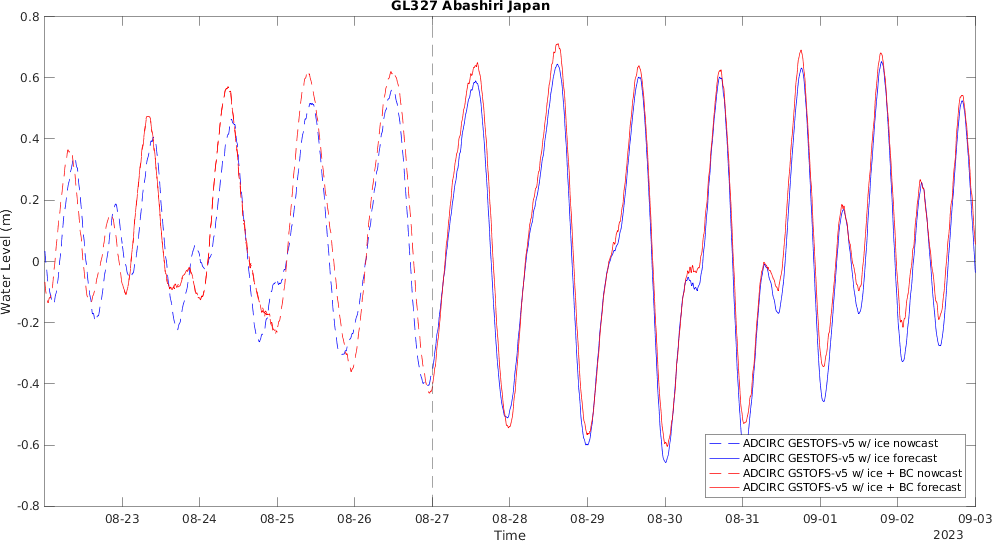 GL327 Abashiri Japan
0.8
0.6
0.4
0.2
0
-0.2
-0.4
-0.6
-0.8
Water Level (m)
ADCIRC GESTOFS-v5 w/ ice nowcast
ADCIRC GESTOFS-v5 w/ ice forecast
ADCIRC GSTOFS-v5 w/ ice + BC nowcast
ADCIRC GSTOFS-v5 w/ ice + BC forecast
08-23 08-24 08-25 08-26 08-27 08-28 08-29 08-30 08-31 09-01 09-02 09-03
Time
2023